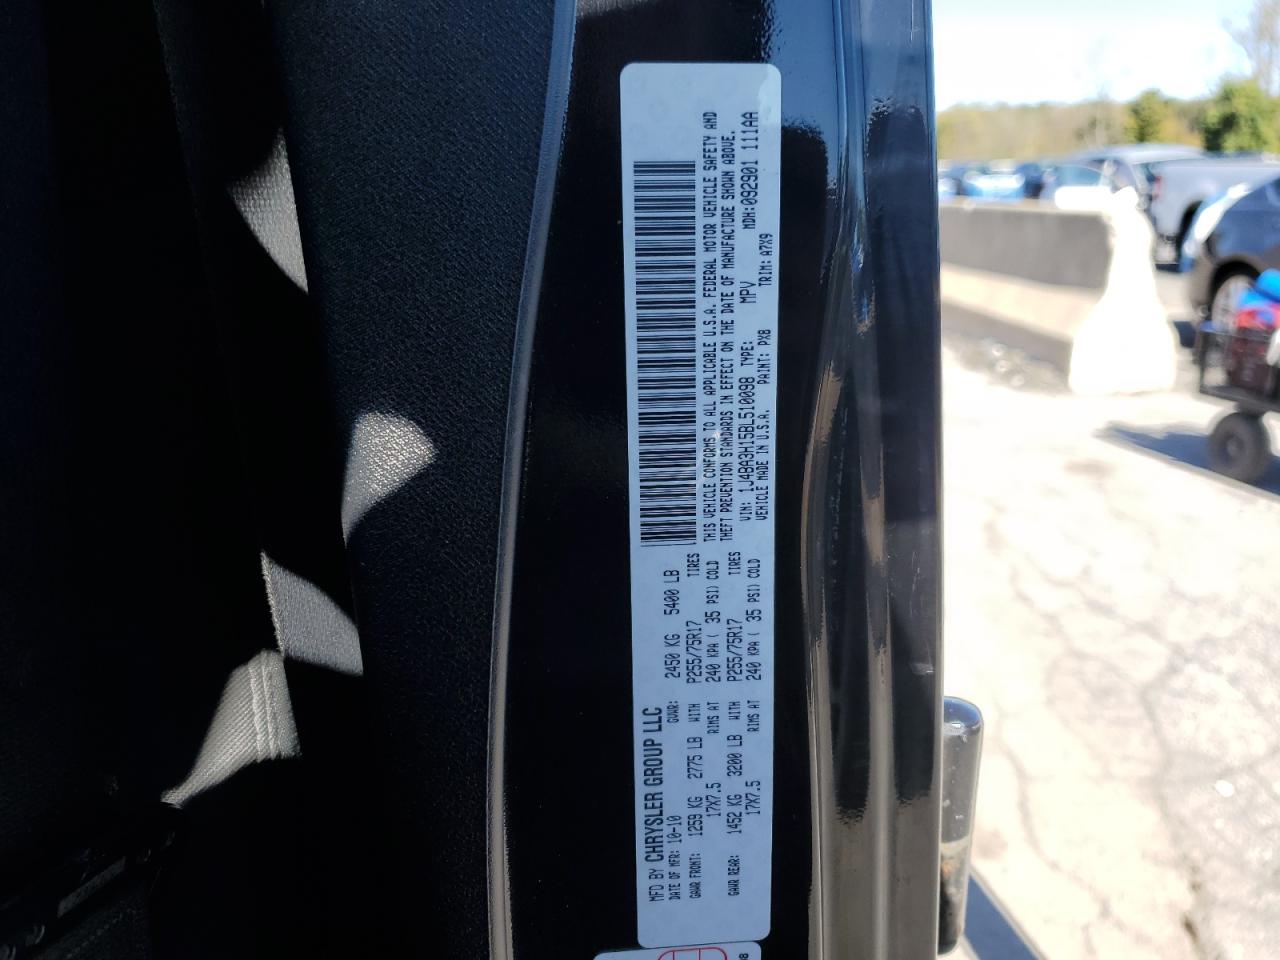 MFD BY CHRYSLER GROUP LLC
DATE OF MFR: 10-10 GVWR: 2450 KG 5400 LB
GAWR FRONT: 1259 KG 2775 LB WITH P255/75R17 TIRES
17X7.5 RIMS AT 240 KPA ( 35 PSI) COLD
GAWR REAR: 1452 KG 3200 LB WITH P255/75R17 TIRES
17X7.5 RIMS AT 240 KPA ( 35 PSI) COLD
THIS VEHICLE CONFORMS TO ALL APPLICABLE U.S.A. FEDERAL MOTOR VEHICLE SAFETY AND
THEFT PREVENTION STANDARDS IN EFFECT ON THE DATE OF MANUFACTURE SHOWN ABOVE.
VIN: 1J4BA3H15BL510098 TYPE: MPV MDH:092901 111AA
VEHICLE MADE IN U.S.A. PAINT: PX8 TRIM: A7X9